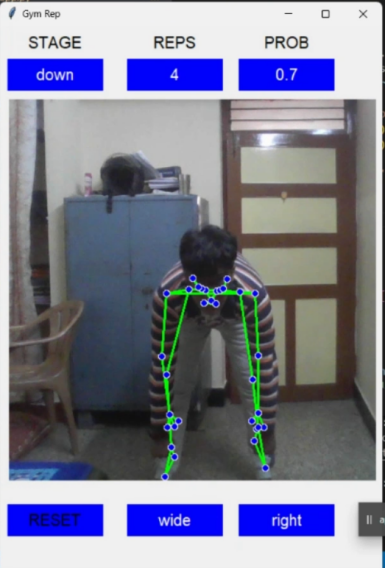 Gym Rep
STAGE REPS PROB
down 4 0.7
RESET wide right